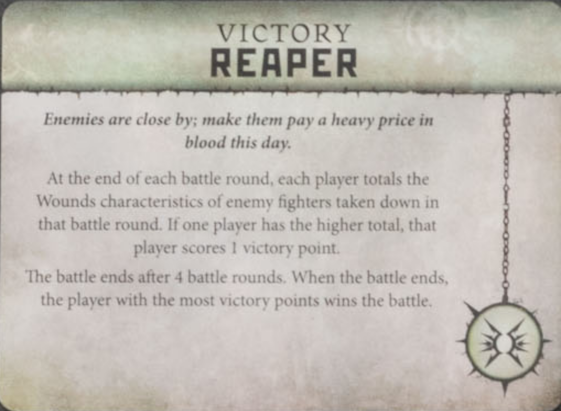 VICTORY
REAPER
Enemies are close by; make them pay a heavy price in
blood this day.
At the end of each battle round, each player totals the
Wounds characteristics of enemy fighters taken down in
that battle round. If one player has the higher total, that
player scores 1 victory point.
The battle ends after 4 battle rounds. When the battle ends,
the player with the most victory points wins the battle.